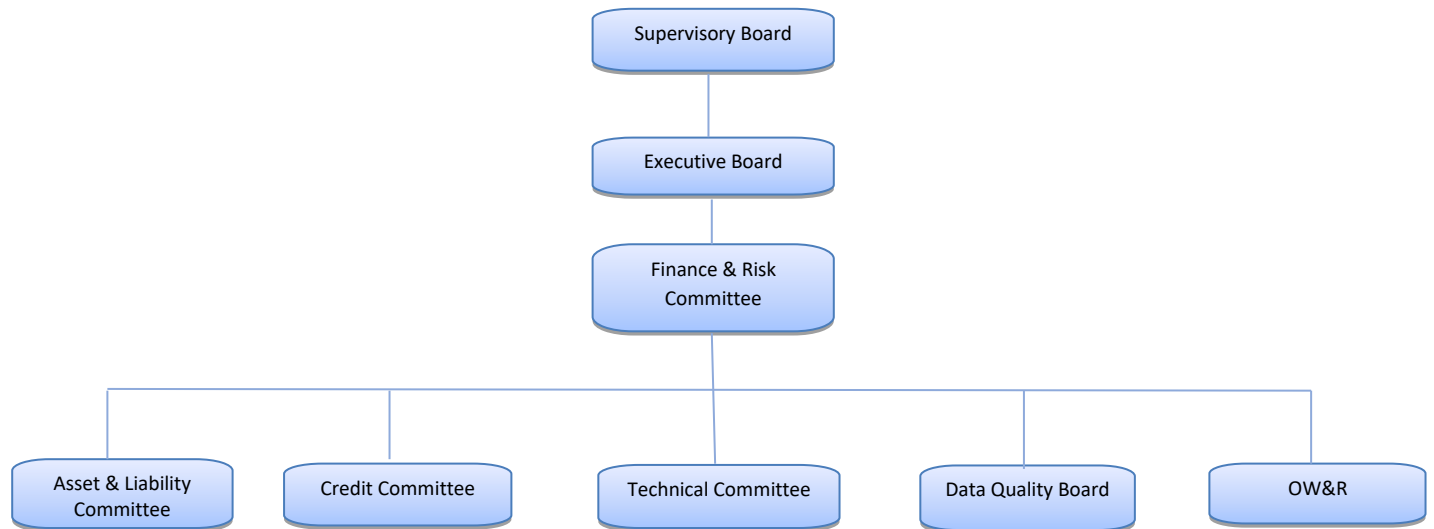 Supervisory Board
Executive Board
Finance & Risk
Committee
Asset & Liability
Committee
Credit Committee
Technical Committee
Data Quality Board
OW&R